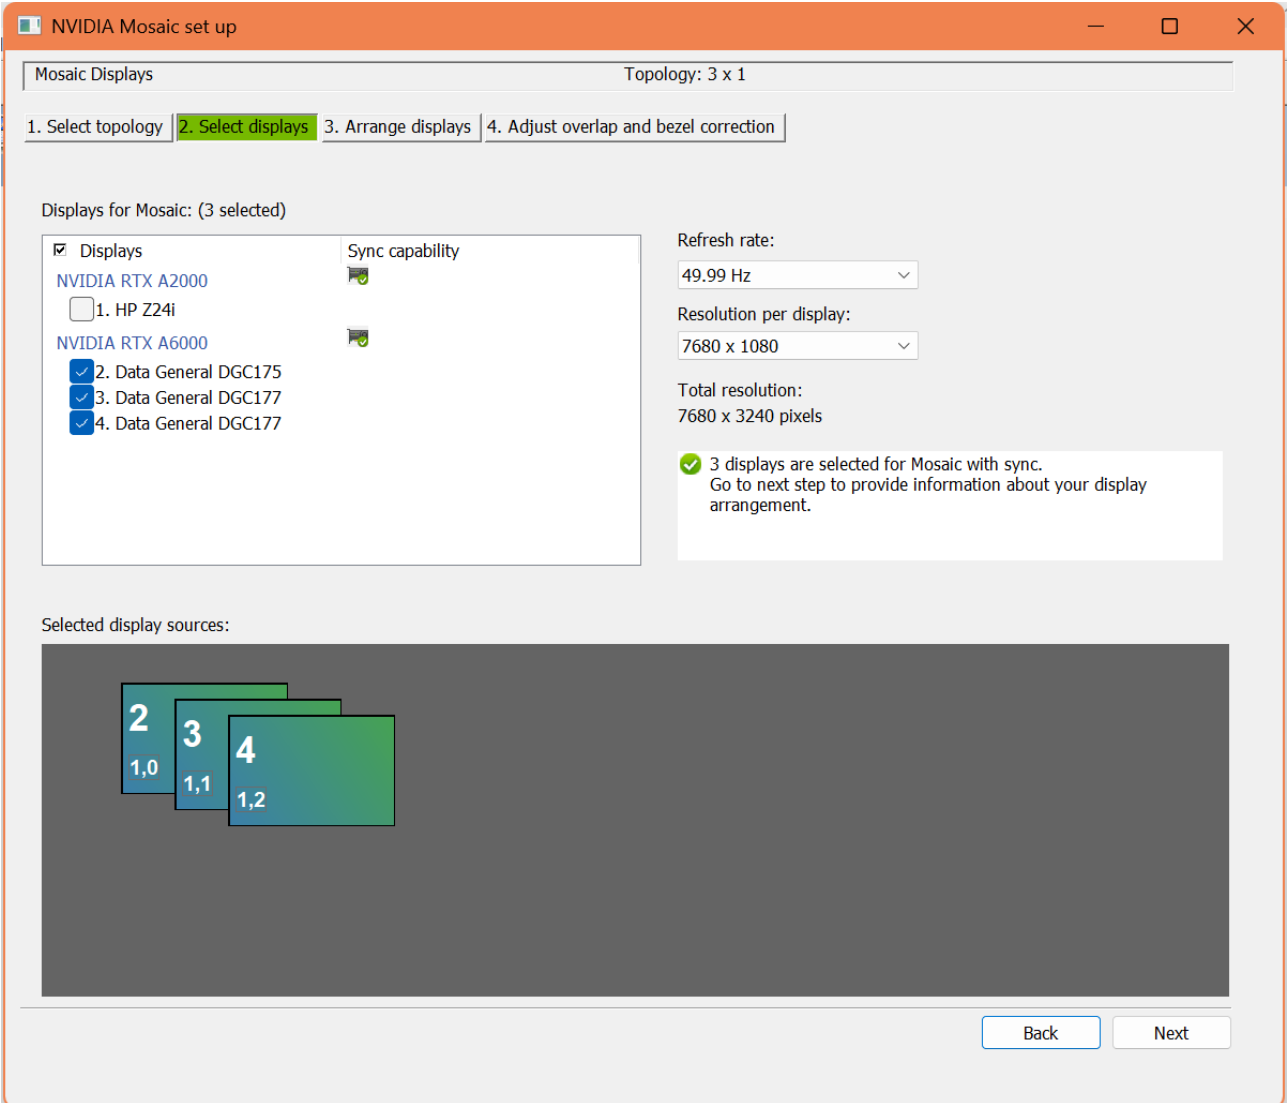 NVIDIA Mosaic set up
Mosaic Displays
Topology: 3 x 1
1. Select topology
2. Select displays
3. Arrange displays
4. Adjust overlap and bezel correction
Displays for Mosaic: (3 selected)
Displays
Sync capability
NVIDIA RTX A2000
1. HP Z24i
NVIDIA RTX A6000
2. Data General DGC175
3. Data General DGC177
4. Data General DGC177
Refresh rate:
49.99 Hz
Resolution per display:
7680 x 1080
Total resolution:
7680 x 3240 pixels
3 displays are selected for Mosaic with sync.
Go to next step to provide information about your display
arrangement.
Selected display sources:
2
1,0
3
1,1
4
1,2
Back
Next